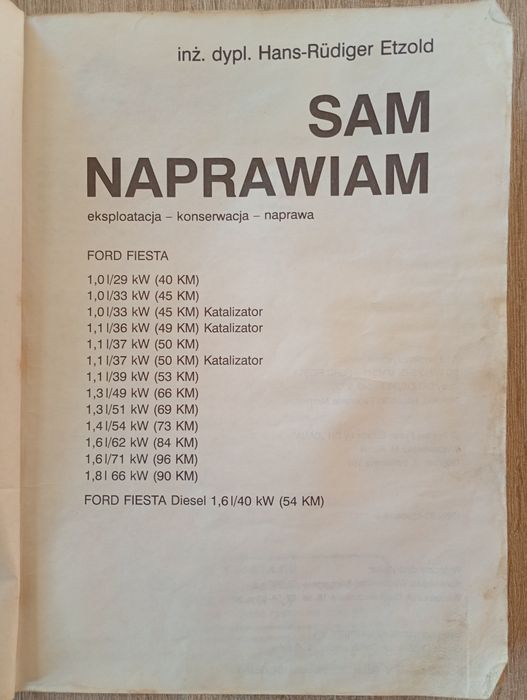 inż. dypl. Hans-Rüdiger Etzold
SAM
NAPRAWIAM
eksploatacja – konserwacja – naprawa
FORD FIESTA
1,0 l/29 kW (40 KM)
1,0 l/33 kW (45 KM)
1,0 l/33 kW (45 KM) Katalizator
1,1 l/36 kW (49 KM) Katalizator
1,1 l/37 kW (50 KM)
1,1 l/37 kW (50 KM) Katalizator
1,1 l/39 kW (53 KM)
1,3 l/49 kW (66 KM)
1,3 l/51 kW (69 KM)
1,4 l/54 kW (73 KM)
1,6 l/62 kW (84 KM)
1,6 l/71 kW (96 KM)
1,8 l 66 kW (90 KM)
FORD FIESTA Diesel 1,6 l/40 kW (54 KM)